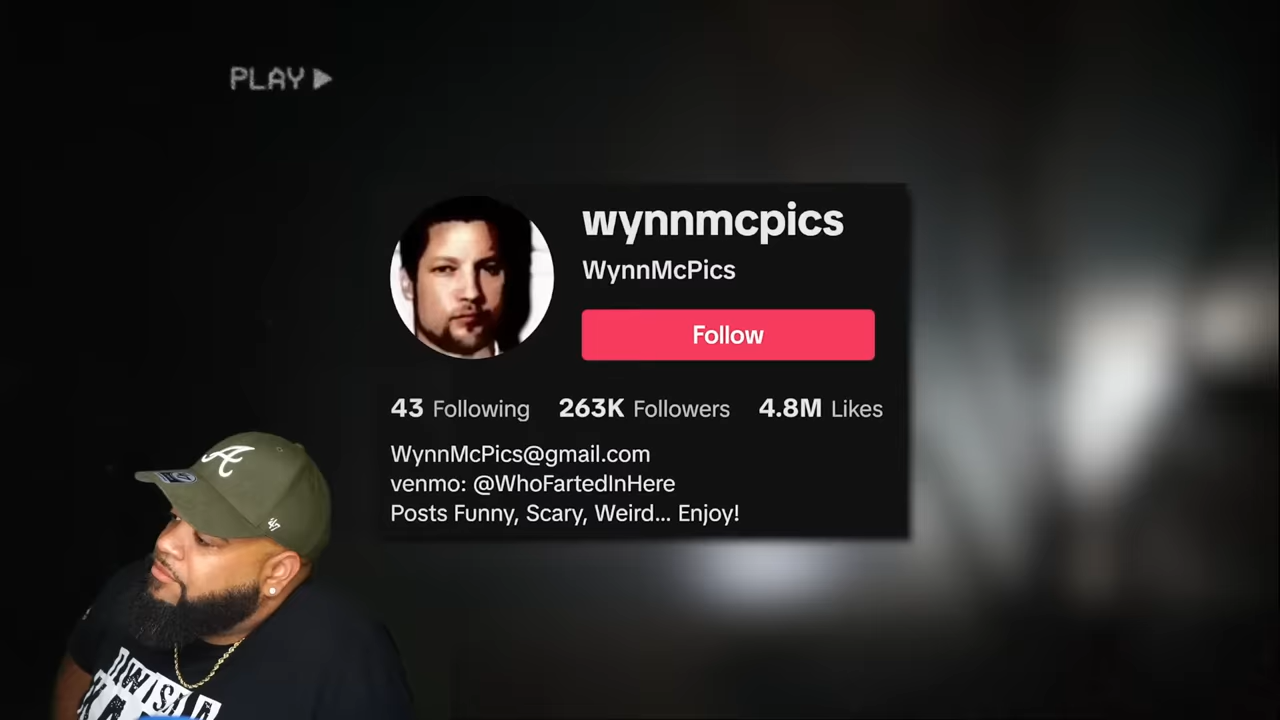 PLAY
wynnmcpics
WynnMcPics
Follow
43 Following 263K Followers 4.8M Likes
WynnMcPics@gmail.com
venmo: @WhoFartedInHere
Posts Funny, Scary, Weird... Enjoy!
A
47